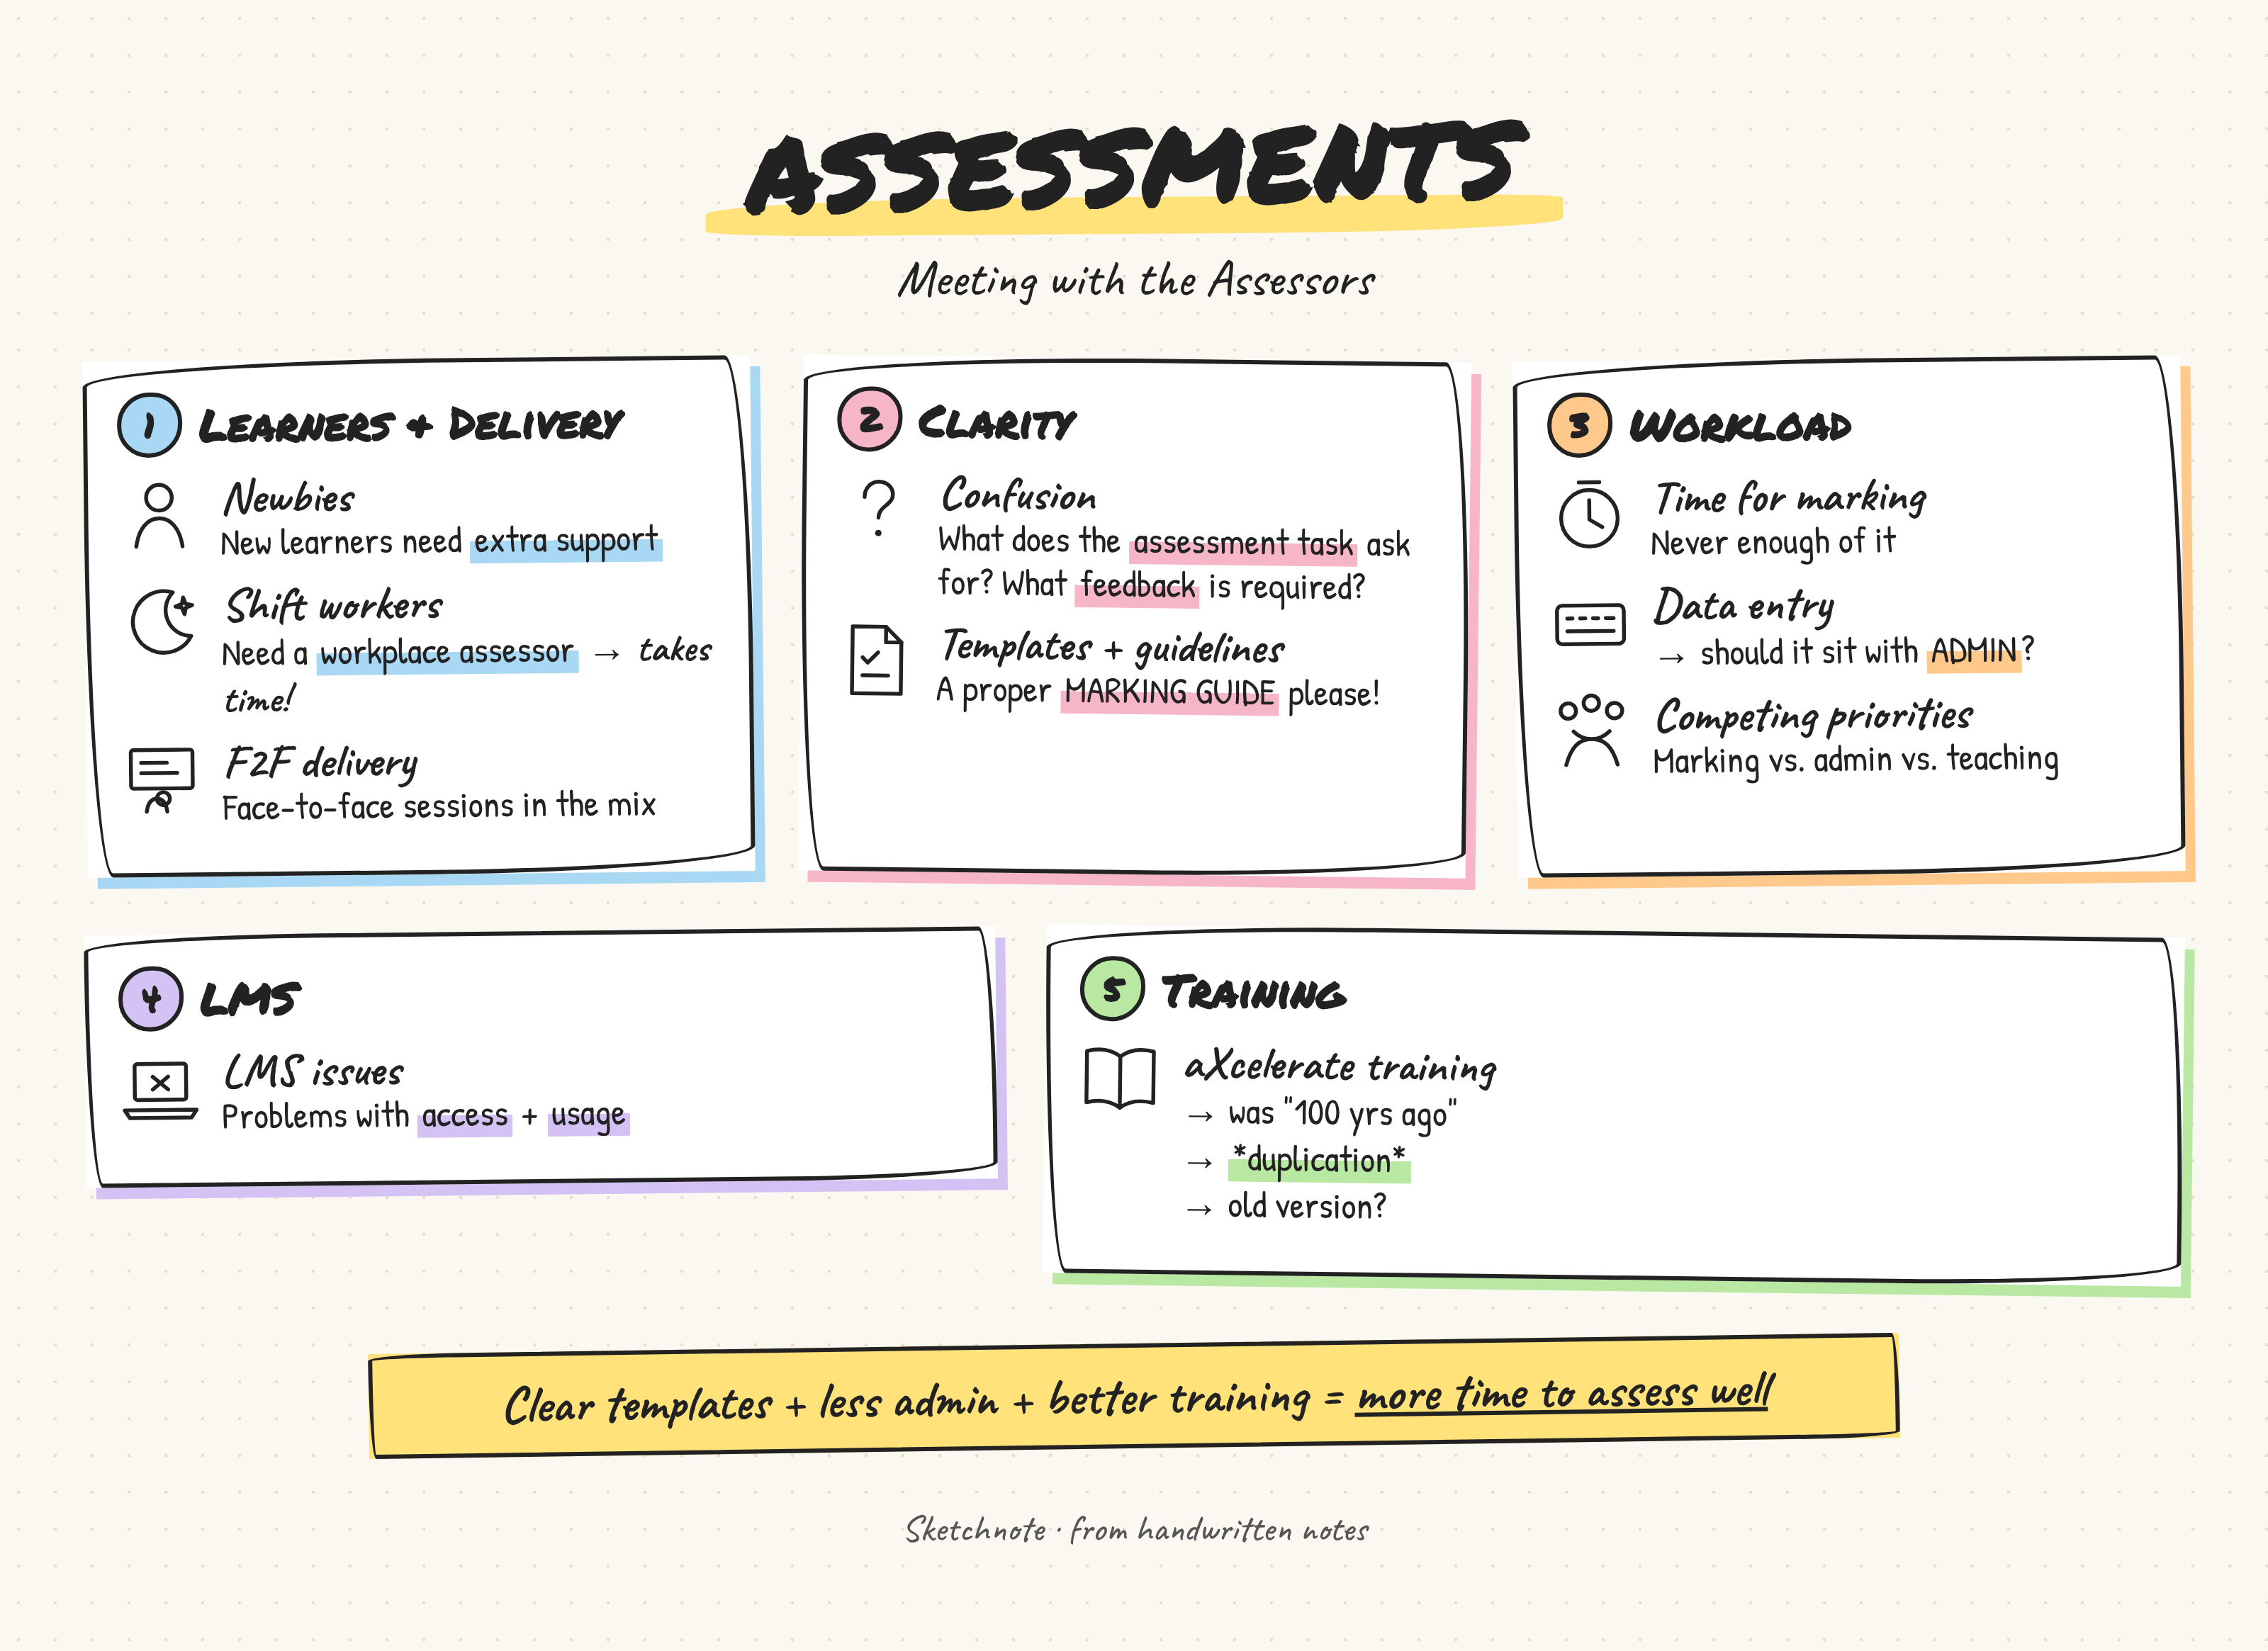 ASSESSMENTS
Meeting with the Assessors
1 LEARNERS + DELIVERY
Newbies
New learners need extra support
Shift workers
Need a workplace assessor → takes
time!
F2F delivery
Face-to-face sessions in the mix
2 CLARITY
Confusion
What does the assessment task ask
for? What feedback is required?
Templates + guidelines
A proper MARKING GUIDE please!
3 WORKLOAD
Time for marking
Never enough of it
Data entry
→ should it sit with ADMIN?
Competing priorities
Marking vs. admin vs. teaching
4 LMS
LMS issues
Problems with access + usage
5 TRAINING
aXcelerate training
→ was "100 yrs ago"
→ *duplication*
→ old version?
Clear templates + less admin + better training = more time to assess well
Sketchnote · from handwritten notes